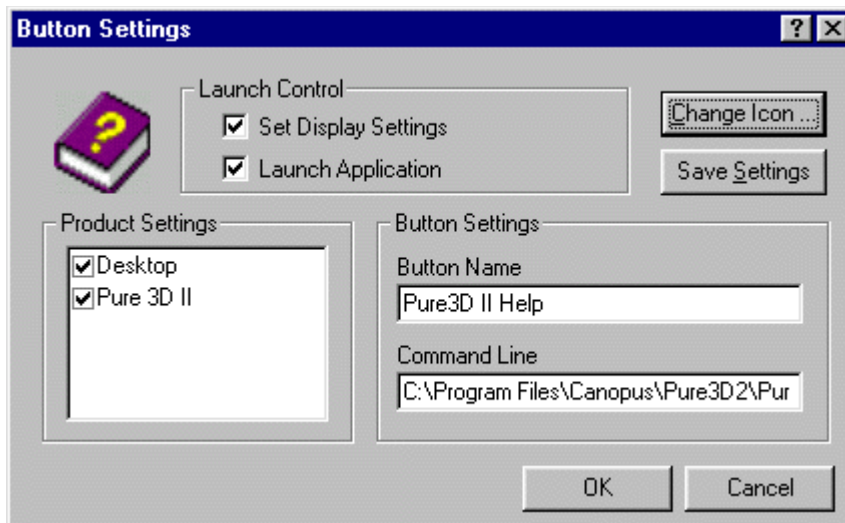 Button Settings
?
Launch Control
Set Display Settings
Launch Application
Change Icon ...
Save Settings
Product Settings
Desktop
Pure 3D II
Button Settings
Button Name
Pure3D II Help
Command Line
C:\Program Files\Canopus\Pure3D2\Pur
OK
Cancel